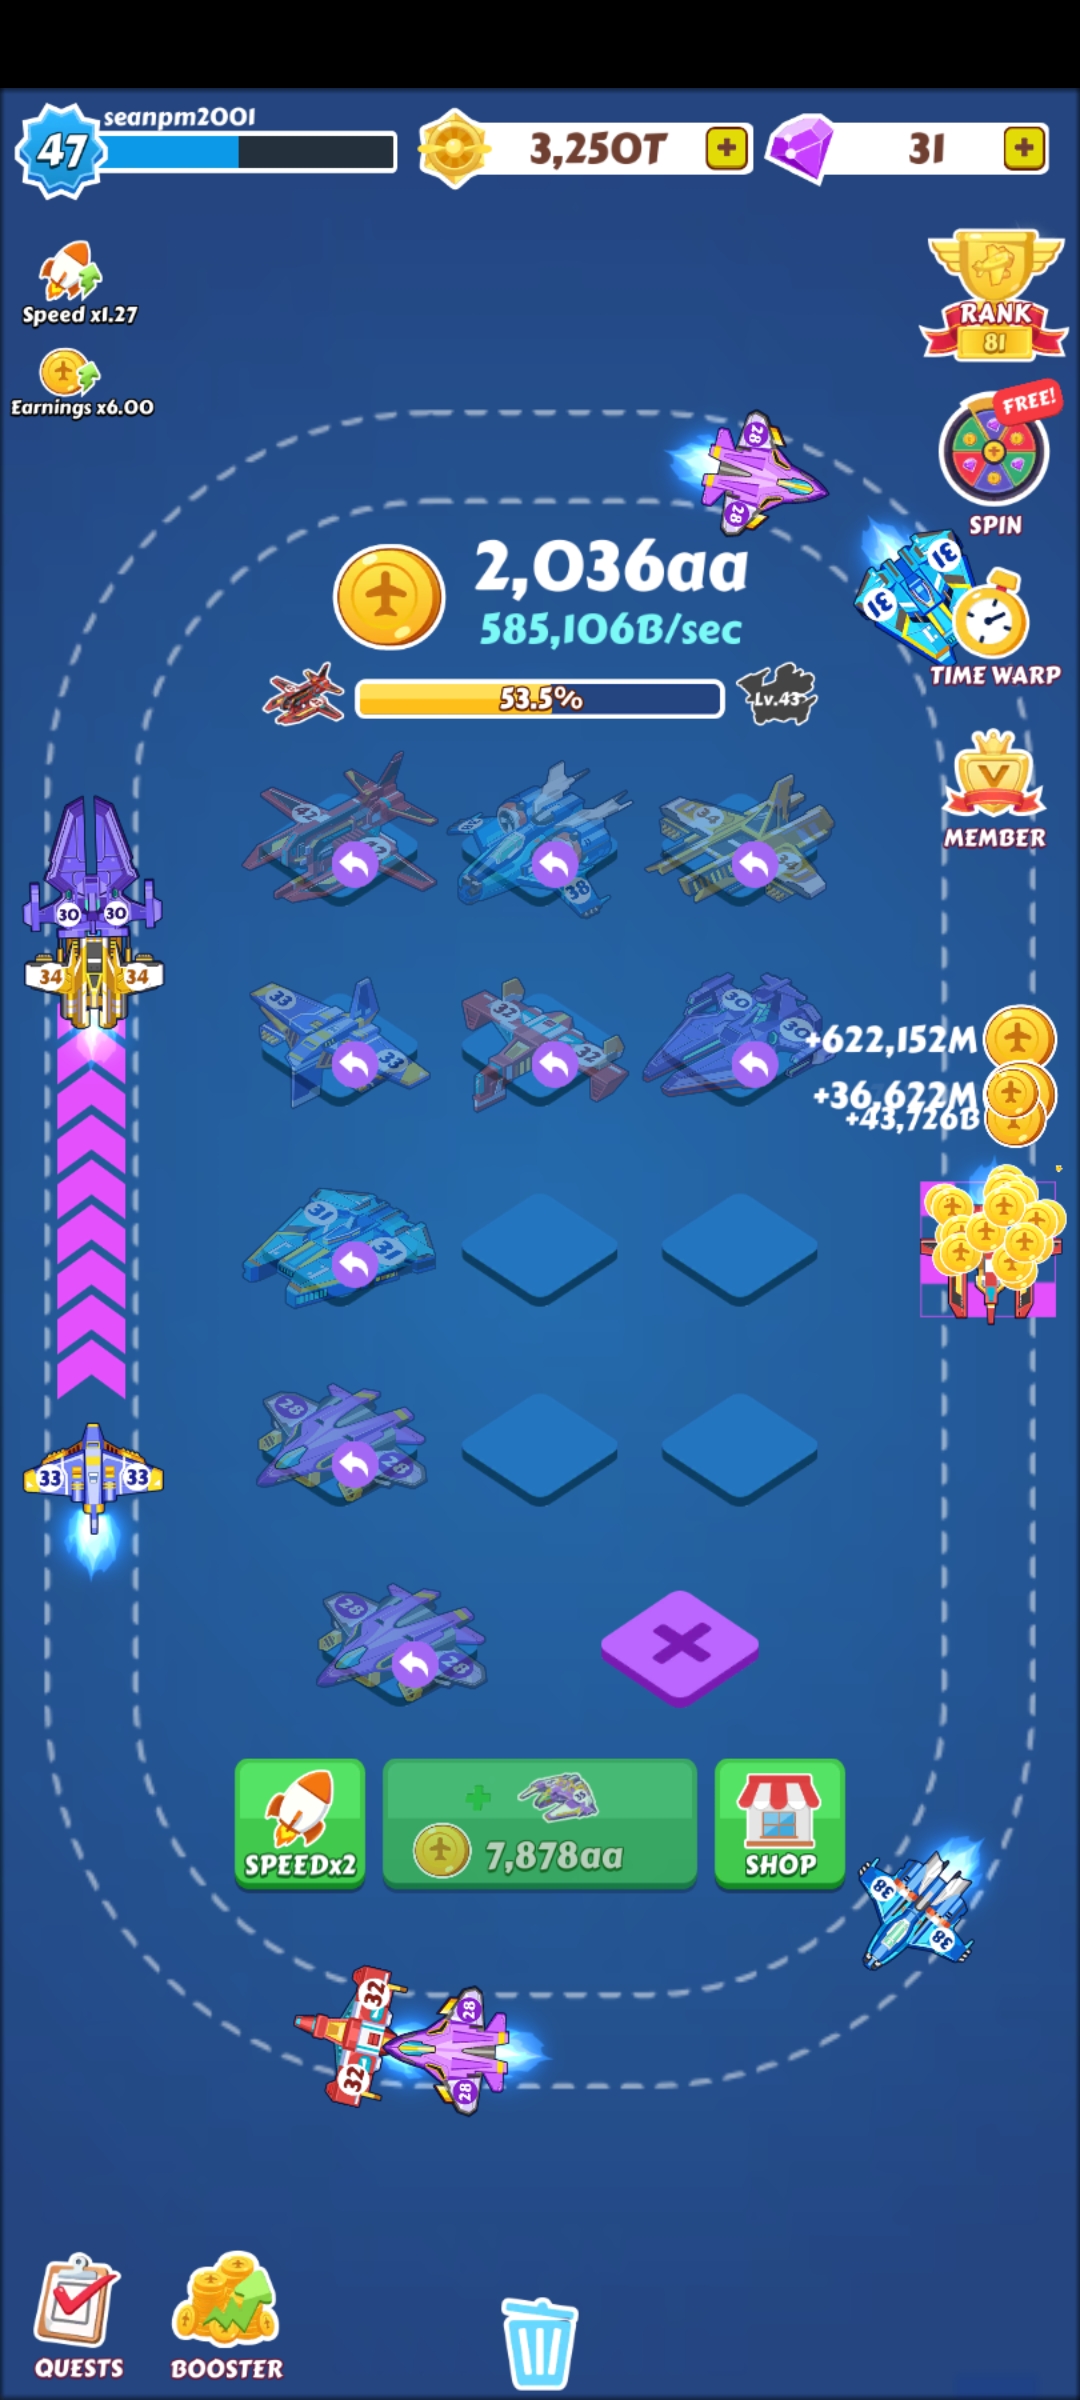 seanpm2001
47
3,250T
31
Speed x1.27
Earnings x6.00
RANK
81
FREE!
SPIN
28
28
2,036aa
585,106B/sec
31
31
TIME WARP
53.5%
Lv.43
MEMBER
42
42
38
38
34
34
30 30
34 34
33
33
32
32
30
30
+622,152M
+36,622M
+43,726B
31
31
28
28
33 33
28
28
SPEEDx2
7,878aa
SHOP
38
38
32
32
28
28
QUESTS
BOOSTER